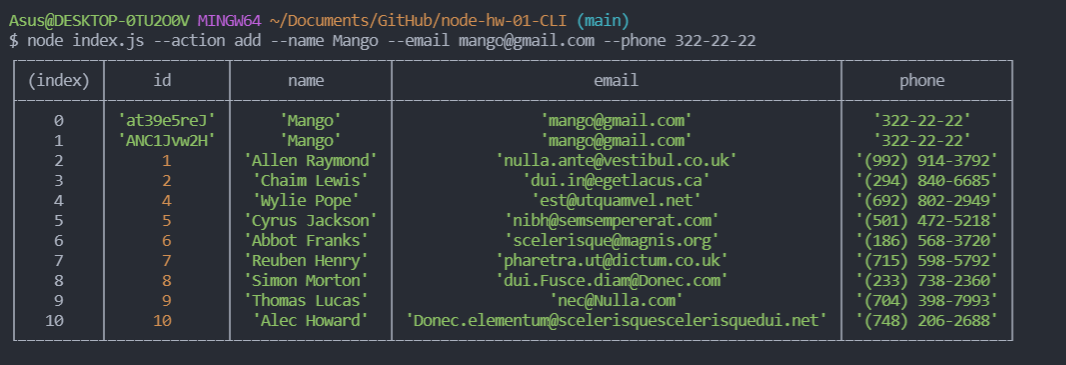 Asus@DESKTOP-0TU2O0V MINGW64 ~/Documents/GitHub/node-hw-01-CLI (main)
$ node index.js --action add --name Mango --email mango@gmail.com --phone 322-22-22
(index) id name email phone
0 'at39e5reJ' 'Mango' 'mango@gmail.com' '322-22-22'
1 'ANC1Jvw2H' 'Mango' 'mango@gmail.com' '322-22-22'
2 1 'Allen Raymond' 'nulla.ante@vestibul.co.uk' '(992) 914-3792'
3 2 'Chaim Lewis' 'dui.in@egetlacus.ca' '(294) 840-6685'
4 4 'Wylie Pope' 'est@utquamvel.net' '(692) 802-2949'
5 5 'Cyrus Jackson' 'nibh@semsempererat.com' '(501) 472-5218'
6 6 'Abbot Franks' 'scelerisque@magnis.org' '(186) 568-3720'
7 7 'Reuben Henry' 'pharetra.ut@dictum.co.uk' '(715) 598-5792'
8 8 'Simon Morton' 'dui.Fusce.diam@Donec.com' '(233) 738-2360'
9 9 'Thomas Lucas' 'nec@Nulla.com' '(704) 398-7993'
10 10 'Alec Howard' 'Donec.elementum@scelerisquescelerisquedui.net' '(748) 206-2688'